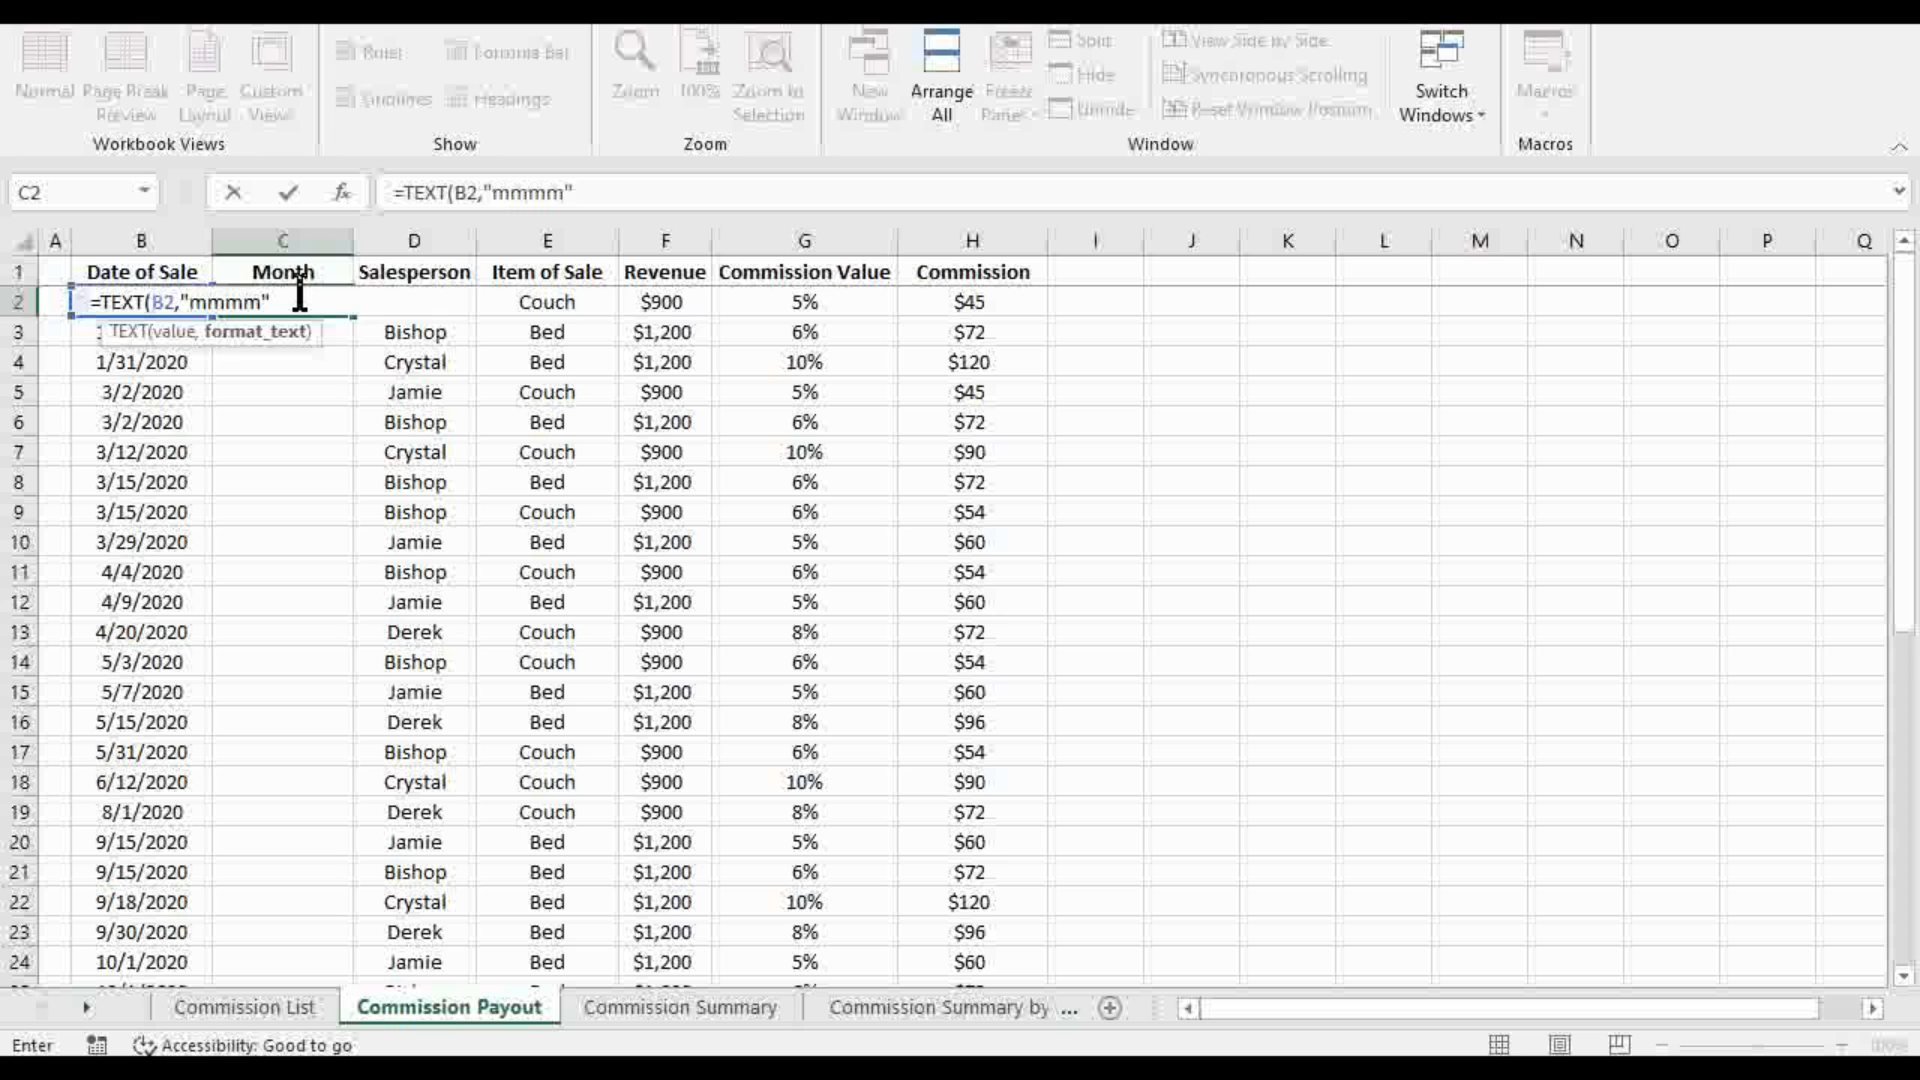 Normal Page Break Preview Page Layout Custom Views
Workbook Views
Ruler Formula Bar
Gridlines Headings
Show
Zoom 100% Zoom to Selection
Zoom
New Window Arrange All Freeze Panes
Split
Hide
Unhide
View Side by Side
Syncoronous Scrolling
Reset Window Position
Switch Windows
Window
Macros
Macros
C2 fx =TEXT(B2,"mmmm"
A B C D E F G H I J K L M N O P Q
1 Date of Sale Month Salesperson Item of Sale Revenue Commission Value Commission
2 =TEXT(B2,"mmmm" Couch $900 5% $45
TEXT(value, format_text)
3 Bishop Bed $1,200 6% $72
4 1/31/2020 Crystal Bed $1,200 10% $120
5 3/2/2020 Jamie Couch $900 5% $45
6 3/2/2020 Bishop Bed $1,200 6% $72
7 3/12/2020 Crystal Couch $900 10% $90
8 3/15/2020 Bishop Bed $1,200 6% $72
9 3/15/2020 Bishop Couch $900 6% $54
10 3/29/2020 Jamie Bed $1,200 5% $60
11 4/4/2020 Bishop Couch $900 6% $54
12 4/9/2020 Jamie Bed $1,200 5% $60
13 4/20/2020 Derek Couch $900 8% $72
14 5/3/2020 Bishop Couch $900 6% $54
15 5/7/2020 Jamie Bed $1,200 5% $60
16 5/15/2020 Derek Bed $1,200 8% $96
17 5/31/2020 Bishop Couch $900 6% $54
18 6/12/2020 Crystal Couch $900 10% $90
19 8/1/2020 Derek Couch $900 8% $72
20 9/15/2020 Jamie Bed $1,200 5% $60
21 9/15/2020 Bishop Bed $1,200 6% $72
22 9/18/2020 Crystal Bed $1,200 10% $120
23 9/30/2020 Derek Bed $1,200 8% $96
24 10/1/2020 Jamie Bed $1,200 5% $60
Commission List Commission Payout Commission Summary Commission Summary by ...
Enter Accessibility: Good to go 100%